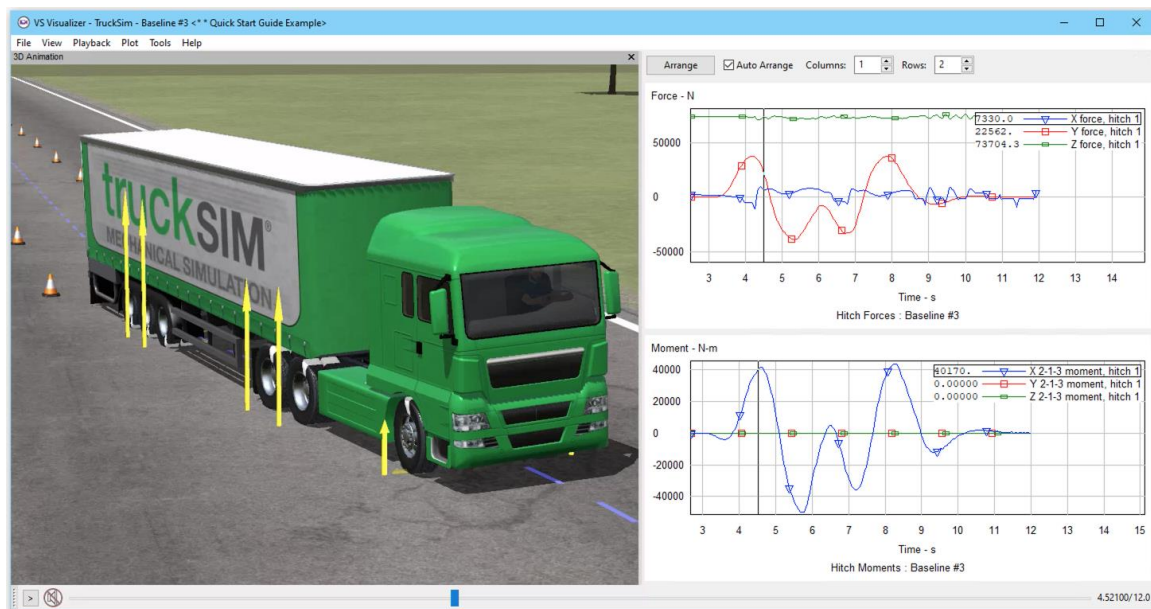 VS Visualizer - TruckSim - Baseline #3 <* * Quick Start Guide Example>
File View Playback Plot Tools Help
3D Animation
truckSIM®
MECHANICAL SIMULATION
Arrange Auto Arrange Columns: 1 Rows: 2
Force - N
7330.0 X force, hitch 1
22562. Y force, hitch 1
73704.3 Z force, hitch 1
50000
0
-50000
3 4 5 6 7 8 9 10 11 12 13 14
Time - s
Hitch Forces : Baseline #3
Moment - N-m
40170. X 2-1-3 moment, hitch 1
0.00000 Y 2-1-3 moment, hitch 1
0.00000 Z 2-1-3 moment, hitch 1
40000
20000
0
-20000
-40000
3 4 5 6 7 8 9 10 11 12 13 14 15
Time - s
Hitch Moments : Baseline #3
> 4.52100/12.0